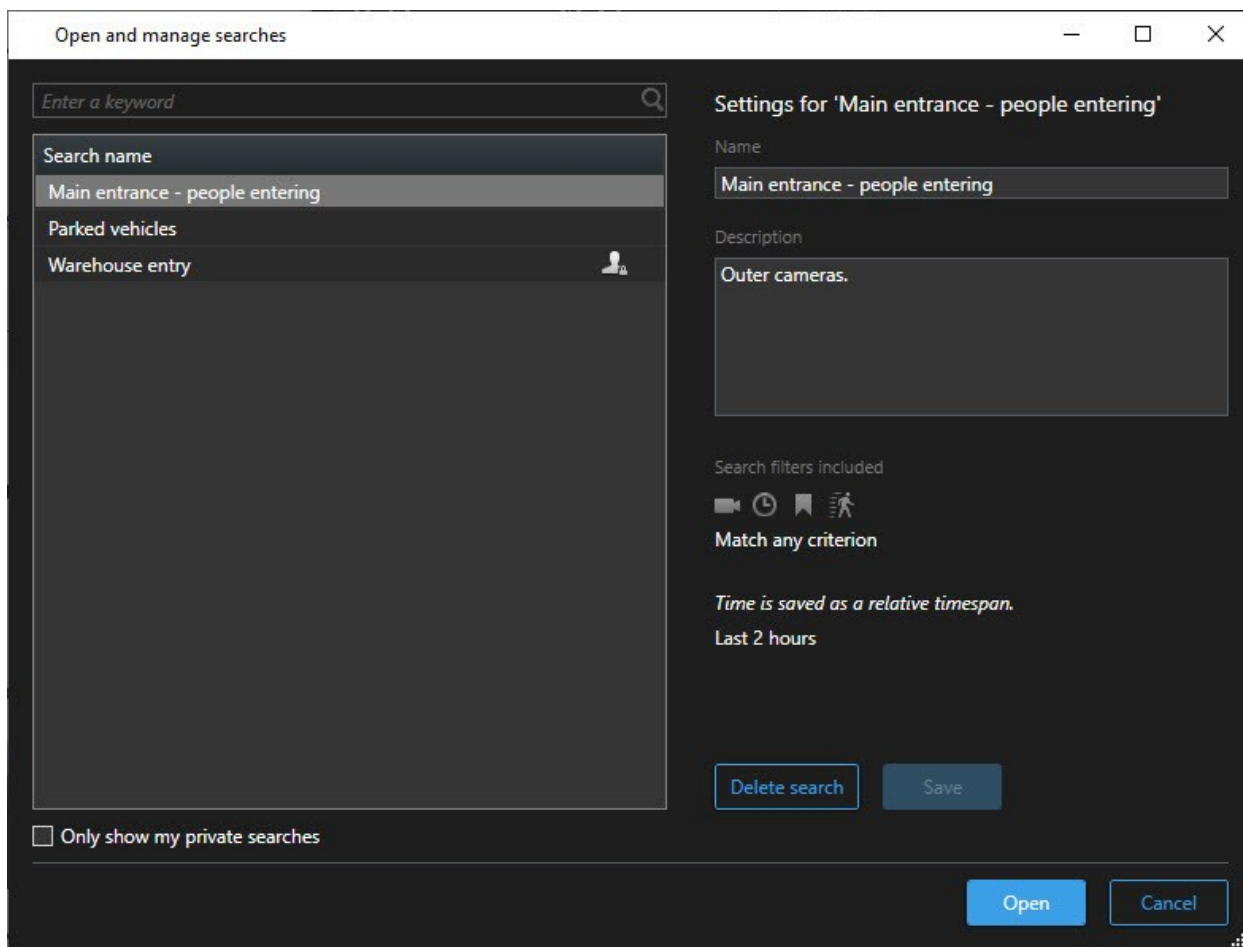 Open and manage searches
Enter a keyword
Search name
Main entrance - people entering
Parked vehicles
Warehouse entry
Only show my private searches
Settings for 'Main entrance - people entering'
Name
Main entrance - people entering
Description
Outer cameras.
Search filters included
Match any criterion
Time is saved as a relative timespan.
Last 2 hours
Delete search
Save
Open
Cancel